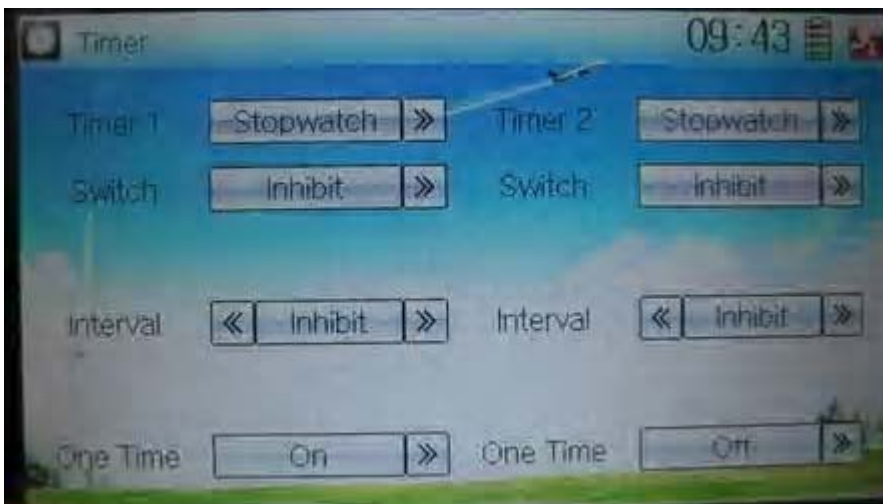 Timer 09:43
Timer 1 Stopwatch » Timer 2 Stopwatch »
Switch Inhibit » Switch Inhibit »
Interval « Inhibit » Interval « Inhibit »
One Time On » One Time Off »